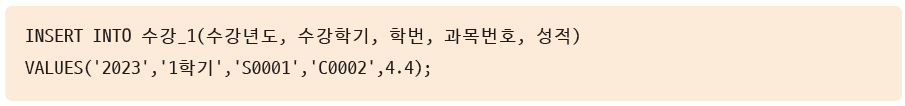 INSERT INTO 수강_1(수강년도, 수강학기, 학번, 과목번호, 성적)
VALUES('2023','1학기','S0001','C0002',4.4);